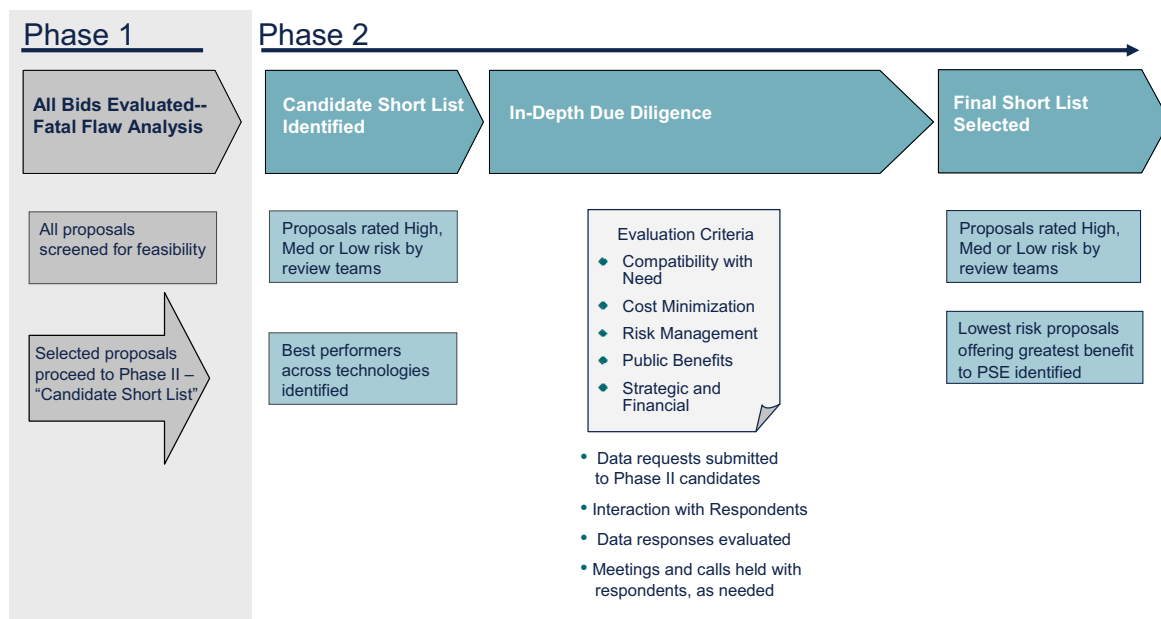 Phase 1
Phase 2
All Bids Evaluated--
Fatal Flaw Analysis
Candidate Short List
Identified
In-Depth Due Diligence
Final Short List
Selected
All proposals
screened for feasibility
Selected proposals
proceed to Phase II –
“Candidate Short List”
Proposals rated High,
Med or Low risk by
review teams
Best performers
across technologies
identified
Evaluation Criteria
Compatibility with
Need
Cost Minimization
Risk Management
Public Benefits
Strategic and
Financial
• Data requests submitted
to Phase II candidates
• Interaction with Respondents
• Data responses evaluated
• Meetings and calls held with
respondents, as needed
Proposals rated High,
Med or Low risk by
review teams
Lowest risk proposals
offering greatest benefit
to PSE identified